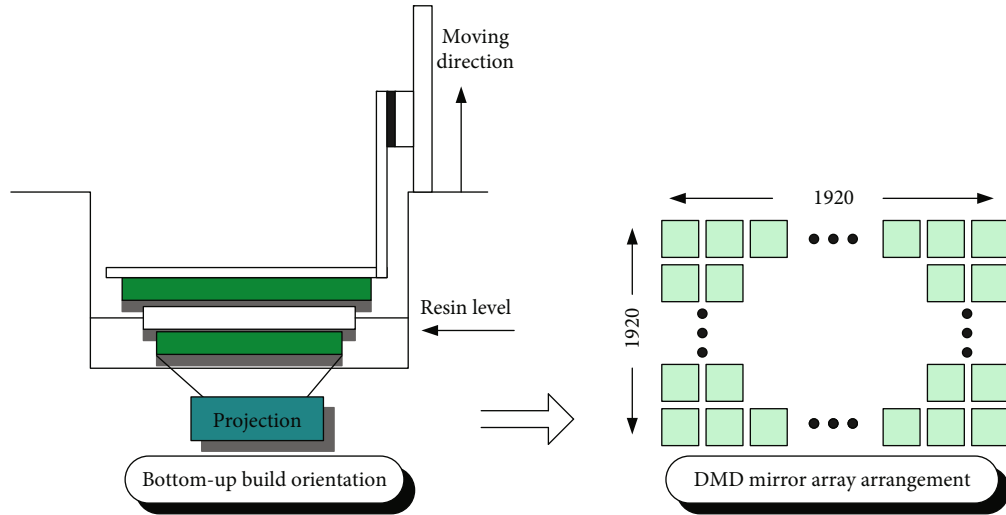 Moving
direction
Resin level
Projection
Bottom-up build orientation
1920
1920
DMD mirror array arrangement